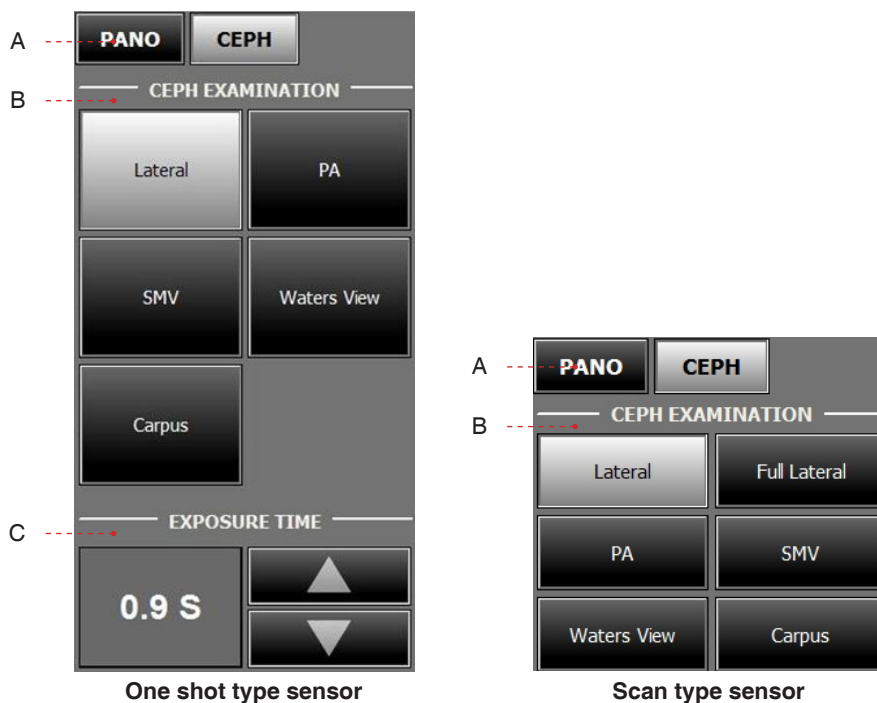 A
PANO CEPH
B
CEPH EXAMINATION
Lateral PA
SMV Waters View
Carpus
C
EXPOSURE TIME
0.9 S
One shot type sensor
A
PANO CEPH
B
CEPH EXAMINATION
Lateral Full Lateral
PA SMV
Waters View Carpus
Scan type sensor